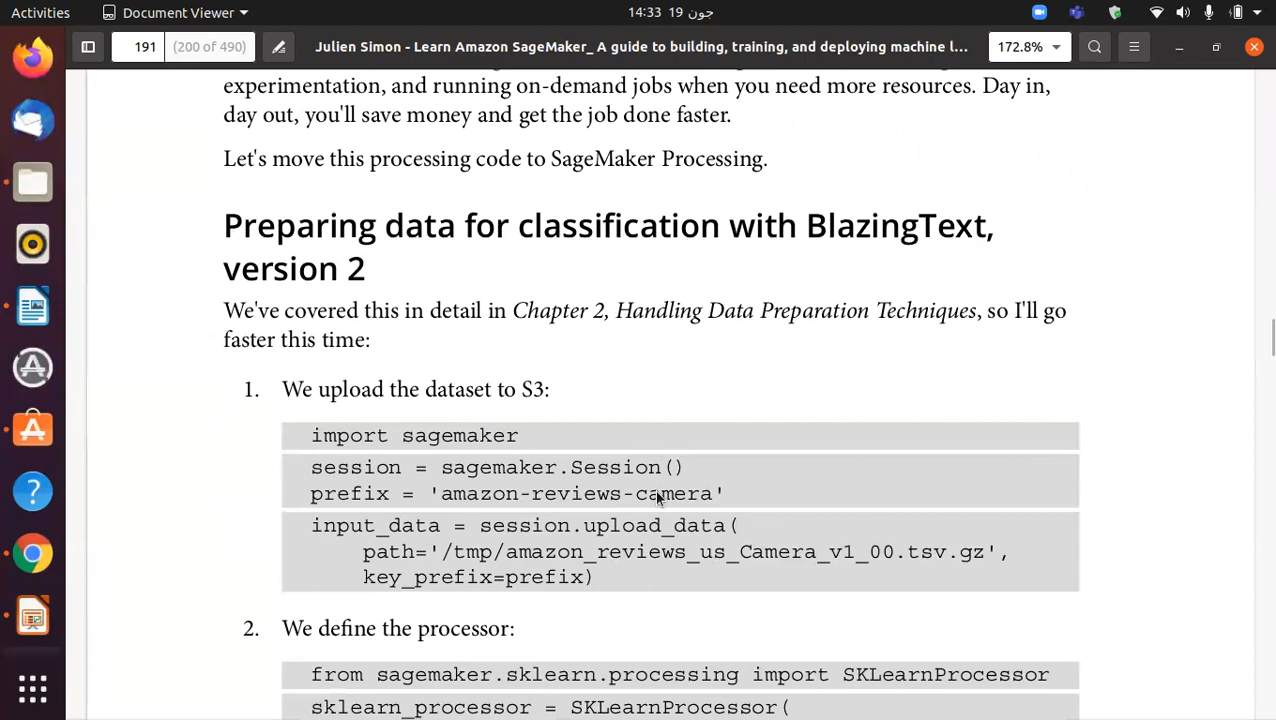 Activities
Document Viewer
14:33 19 جون
191
(200 of 490)
Julien Simon - Learn Amazon SageMaker_ A guide to building, training, and deploying machine l...
172.8%
experimentation, and running on-demand jobs when you need more resources. Day in,
day out, you'll save money and get the job done faster.
Let's move this processing code to SageMaker Processing.
Preparing data for classification with BlazingText,
version 2
We've covered this in detail in Chapter 2, Handling Data Preparation Techniques, so I'll go
faster this time:
1. We upload the dataset to S3:
import sagemaker
session = sagemaker.Session()
prefix = 'amazon-reviews-camera'
input_data = session.upload_data(
path='/tmp/amazon_reviews_us_Camera_v1_00.tsv.gz',
key_prefix=prefix)
2. We define the processor:
from sagemaker.sklearn.processing import SKLearnProcessor
sklearn_processor = SKLearnProcessor(